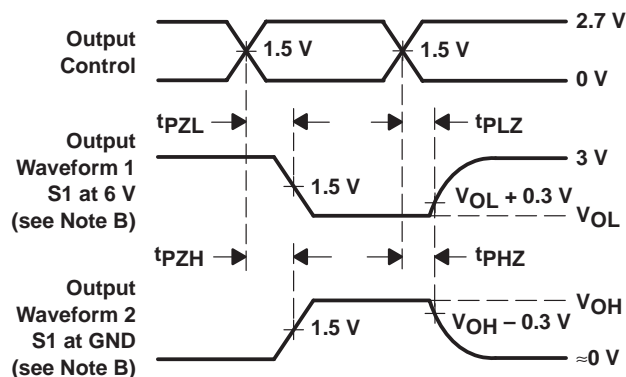 Output
Control
1.5 V
1.5 V
2.7 V
0 V
tPZL
tPLZ
Output
Waveform 1
S1 at 6 V
(see Note B)
1.5 V
3 V
VOL + 0.3 V
VOL
tPZH
tPHZ
Output
Waveform 2
S1 at GND
(see Note B)
1.5 V
VOH
VOH – 0.3 V
≈0 V